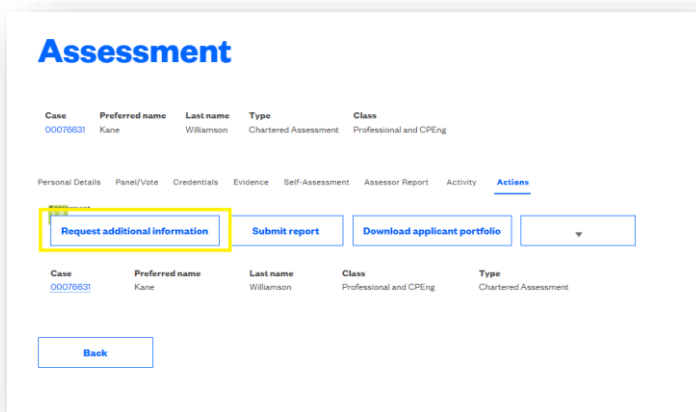 Assessment
Case Preferred name Last name Type Class
00076631 Kane Williamson Chartered Assessment Professional and CPEng
Personal Details Panel/Vote Credentials Evidence Self-Assessment Assessor Report Activity Actions
Request additional information Submit report Download applicant portfolio
Case Preferred name Last name Class Type
00076631 Kane Williamson Professional and CPEng Chartered Assessment
Back